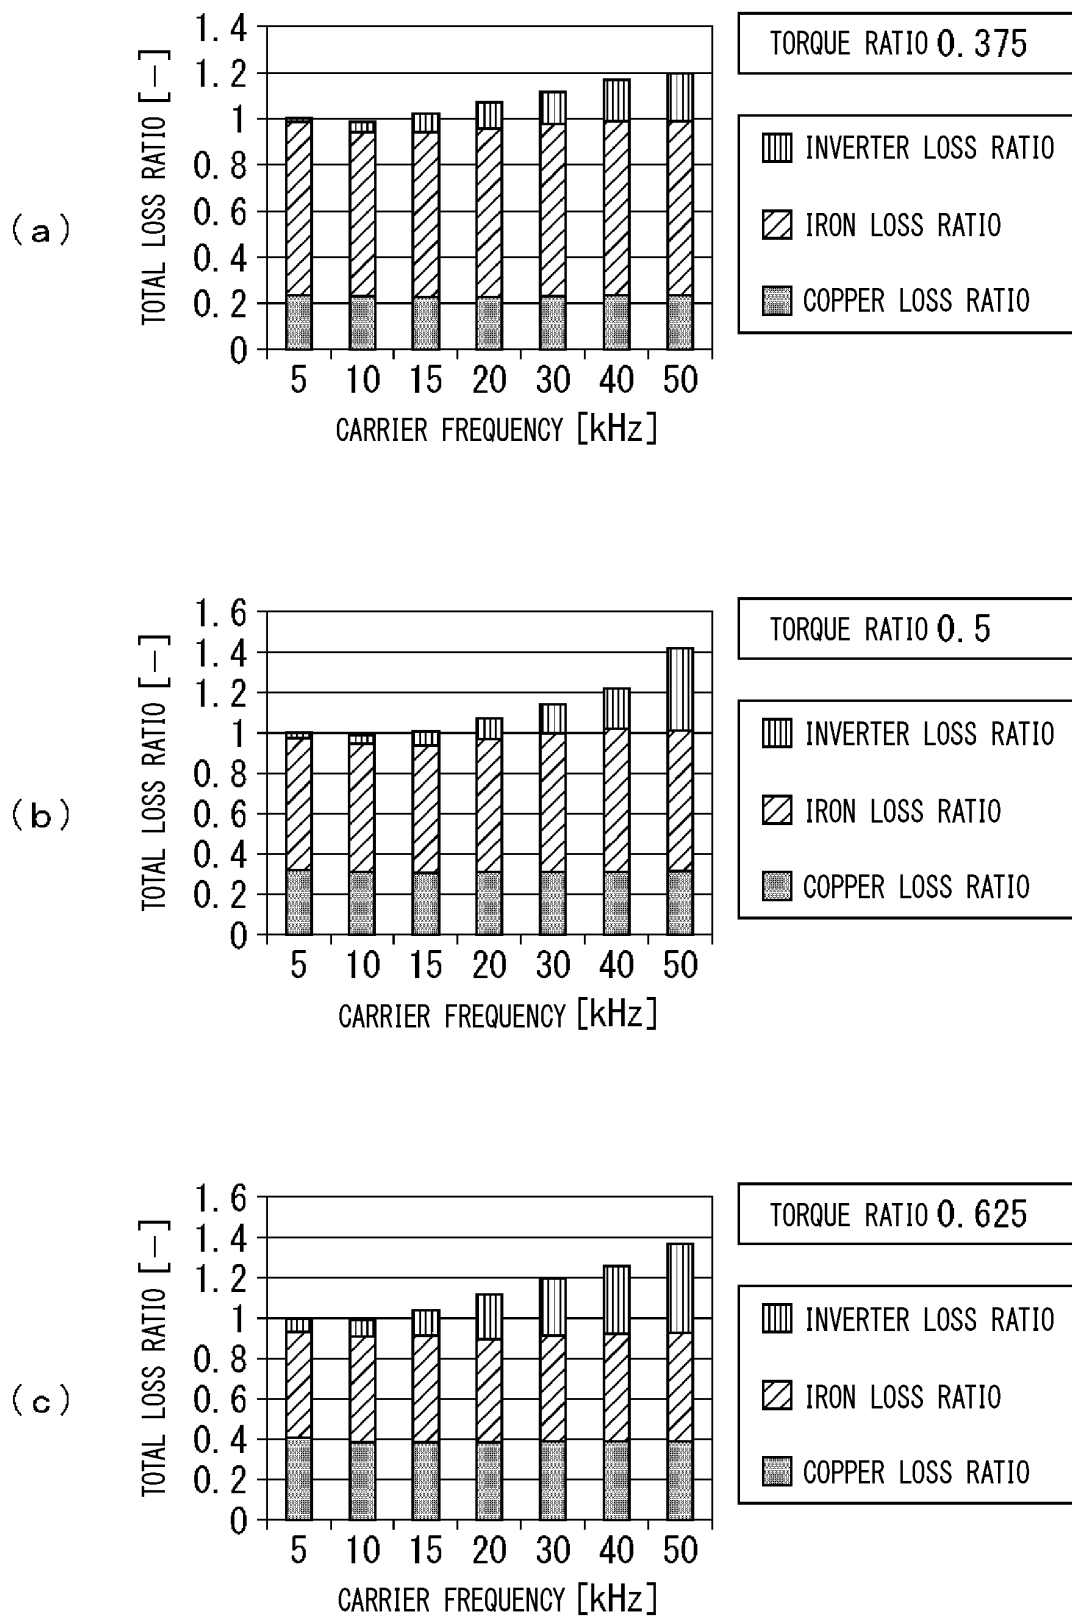 (a)
TOTAL LOSS RATIO [—]
1.4
1.2
1
0.8
0.6
0.4
0.2
0
5 10 15 20 30 40 50
CARRIER FREQUENCY [kHz]
TORQUE RATIO 0.375
INVERTER LOSS RATIO
IRON LOSS RATIO
COPPER LOSS RATIO
(b)
TOTAL LOSS RATIO [—]
1.6
1.4
1.2
1
0.8
0.6
0.4
0.2
0
5 10 15 20 30 40 50
CARRIER FREQUENCY [kHz]
TORQUE RATIO 0.5
INVERTER LOSS RATIO
IRON LOSS RATIO
COPPER LOSS RATIO
(c)
TOTAL LOSS RATIO [—]
1.6
1.4
1.2
1
0.8
0.6
0.4
0.2
0
5 10 15 20 30 40 50
CARRIER FREQUENCY [kHz]
TORQUE RATIO 0.625
INVERTER LOSS RATIO
IRON LOSS RATIO
COPPER LOSS RATIO